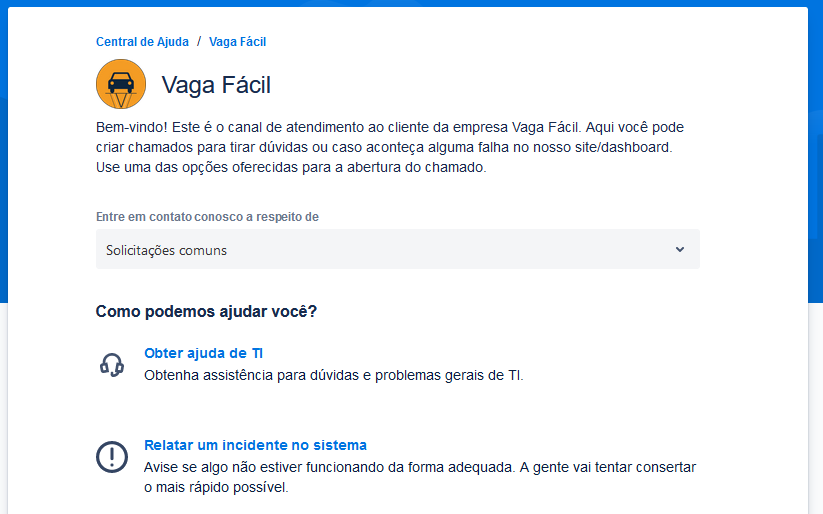 Central de Ajuda / Vaga Fácil
Vaga Fácil
Bem-vindo! Este é o canal de atendimento ao cliente da empresa Vaga Fácil. Aqui você pode
criar chamados para tirar dúvidas ou caso aconteça alguma falha no nosso site/dashboard.
Use uma das opções oferecidas para a abertura do chamado.
Entre em contato conosco a respeito de
Solicitações comuns
Como podemos ajudar você?
Obter ajuda de TI
Obtenha assistência para dúvidas e problemas gerais de TI.
Relatar um incidente no sistema
Avise se algo não estiver funcionando da forma adequada. A gente vai tentar consertar
o mais rápido possível.